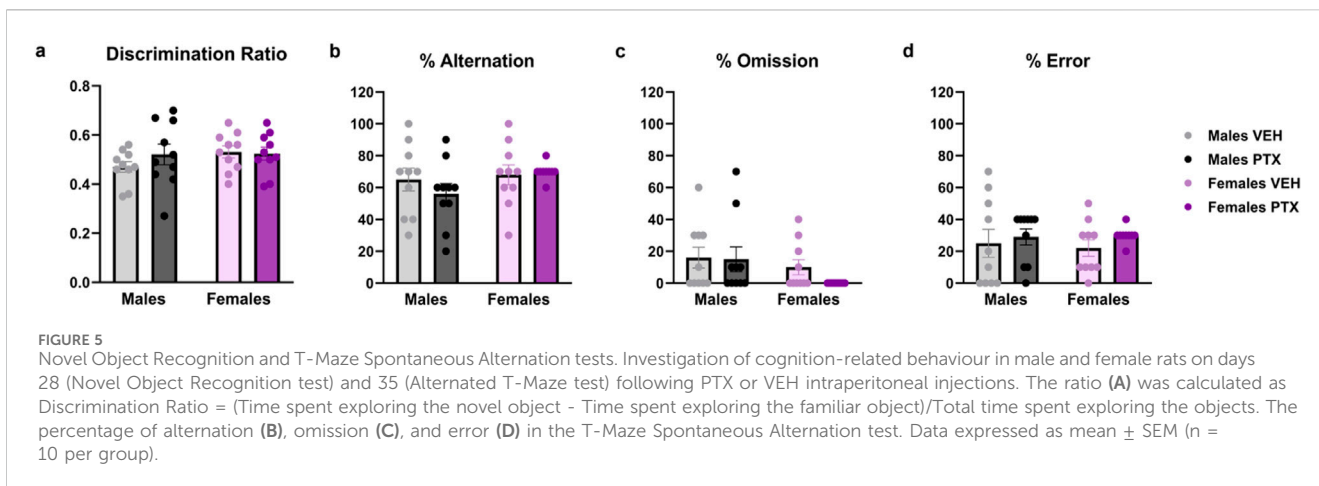 a Discrimination Ratio
0.8
0.6
0.4
0.2
0.0
Males Females
b % Alternation
120
100
80
60
40
20
0
Males Females
c % Omission
120
100
80
60
40
20
0
Males Females
d % Error
120
100
80
60
40
20
0
Males Females
Males VEH
Males PTX
Females VEH
Females PTX
FIGURE 5
Novel Object Recognition and T-Maze Spontaneous Alternation tests. Investigation of cognition-related behaviour in male and female rats on days
28 (Novel Object Recognition test) and 35 (Alternated T-Maze test) following PTX or VEH intraperitoneal injections. The ratio (A) was calculated as
Discrimination Ratio = (Time spent exploring the novel object - Time spent exploring the familiar object)/Total time spent exploring the objects. The
percentage of alternation (B), omission (C), and error (D) in the T-Maze Spontaneous Alternation test. Data expressed as mean ± SEM (n =
10 per group).